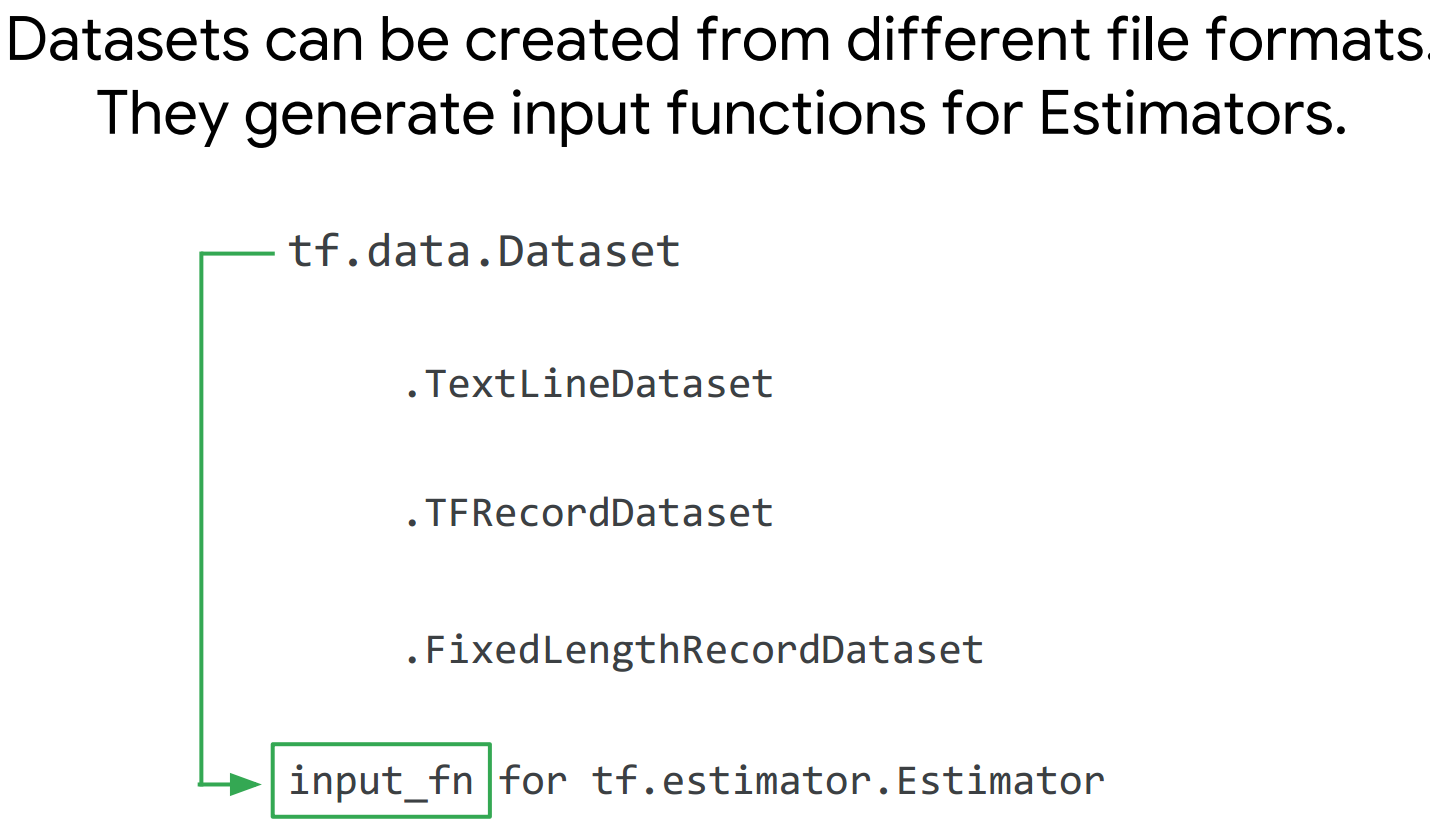 Datasets can be created from different file formats.
They generate input functions for Estimators.
tf.data.Dataset
.TextLineDataset
.TFRecordDataset
.FixedLengthRecordDataset
input_fn for tf.estimator.Estimator